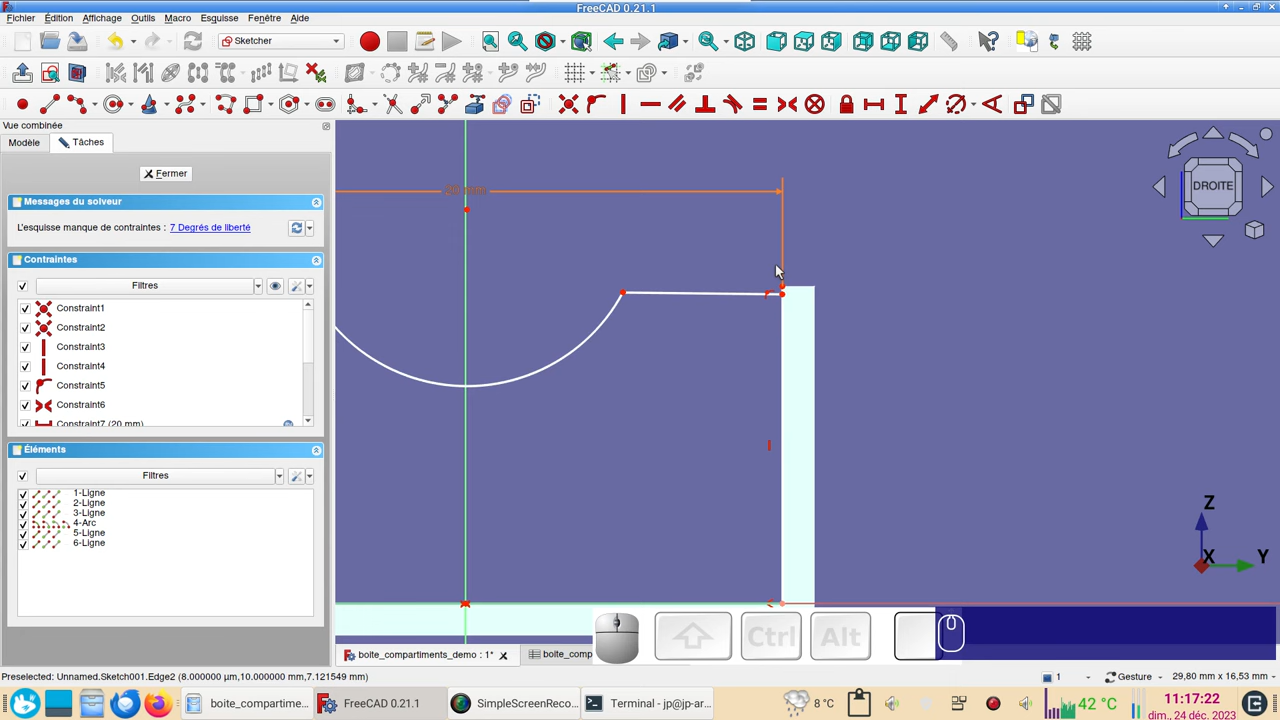 FreeCAD 0.21.1
Fichier Édition Affichage Outils Macro Esquisse Fenêtre Aide
Sketcher
Vue combinée
Modèle Tâches
Fermer
DROITE
Messages du solveur
L'esquisse manque de contraintes : 7 Degrés de liberté
Contraintes
Filtres
Constraint1
Constraint2
Constraint3
Constraint4
Constraint5
Constraint6
Constraint7 (20 mm)
Éléments
Filtres
1-Ligne
2-Ligne
3-Ligne
4-Arc
5-Ligne
6-Ligne
Z
X Y
Ctrl Alt
boite_compartiments_demo : 1* boite_comp
Preselected: Unnamed.Sketch001.Edge2 (8.000000 µm,10.000000 mm,7.121549 mm) 1 Gesture 29,80 mm x 16,53 mm
boite_compartime... FreeCAD 0.21.1 SimpleScreenReco... Terminal - jp@jp-ar... 8 °C 42 °C 11:17:22
dim., 24 déc. 2023